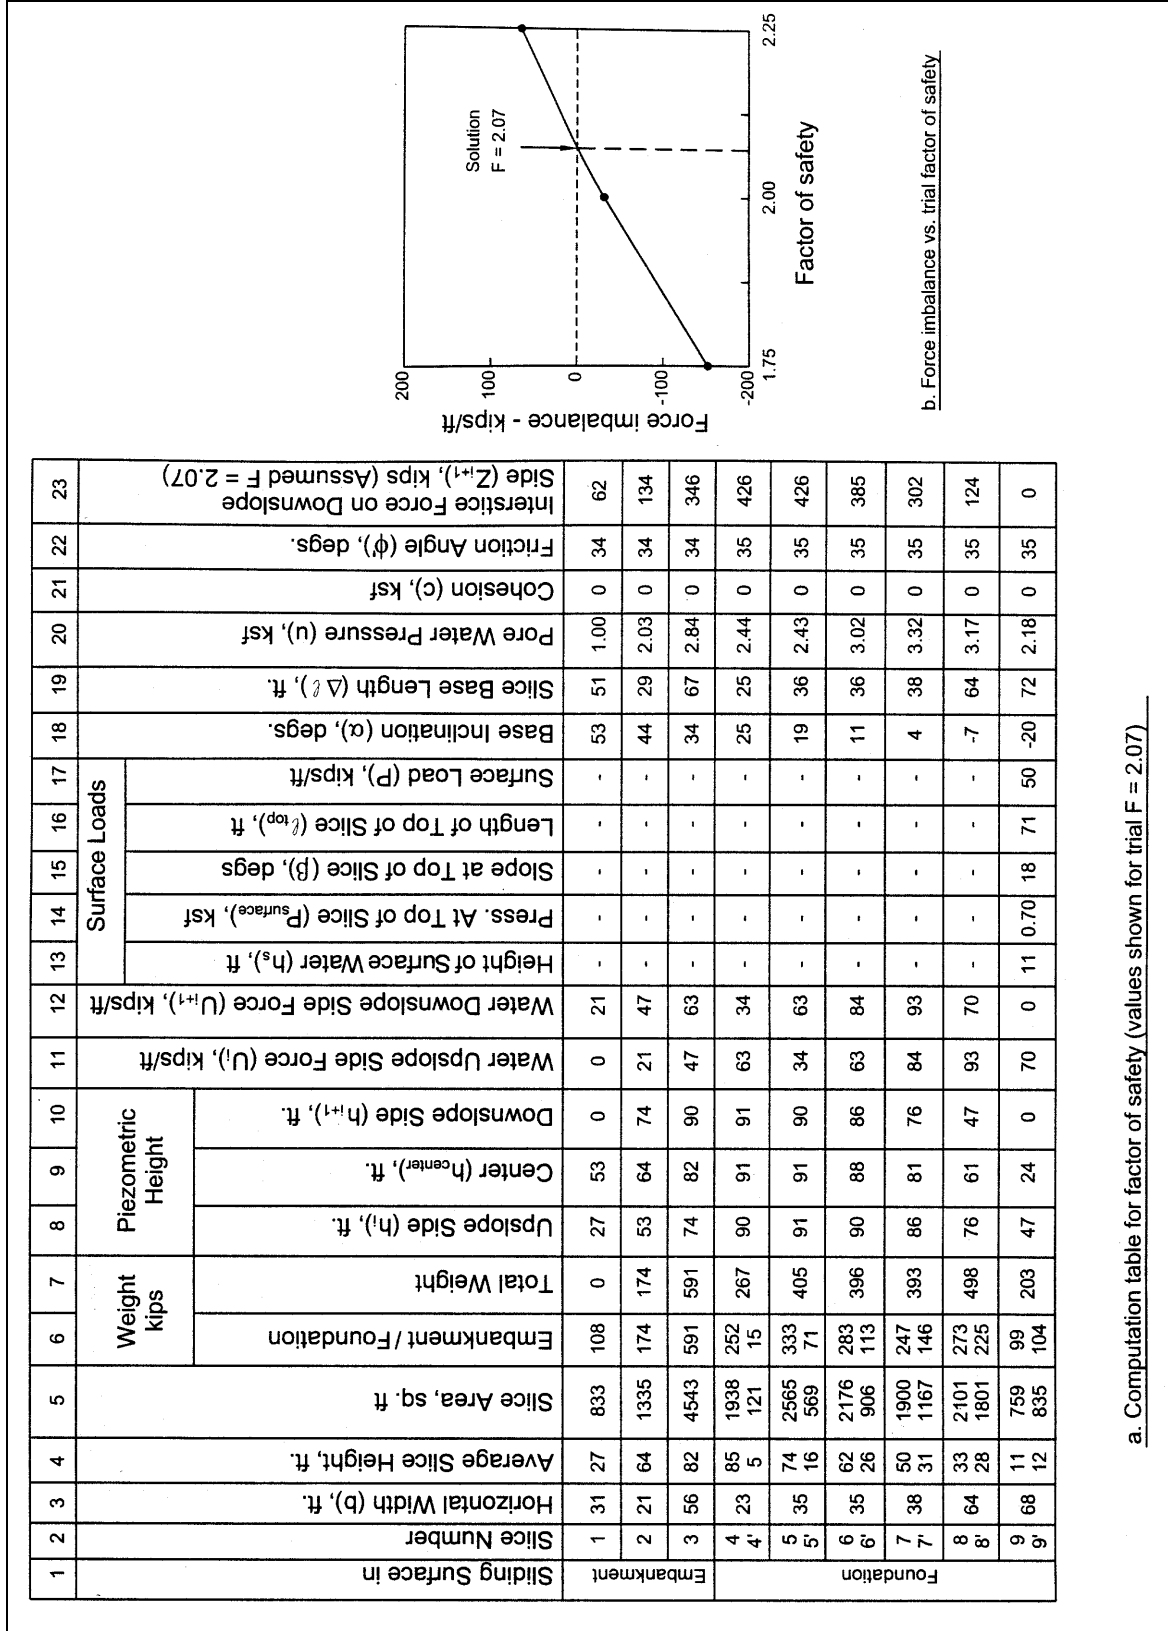 1 2 3 4 5 6 7 8 9 10 11 12 13 14 15 16 17 18 19 20 21 22 23
Weight
kips
Piezometric
Height
Surface Loads
Sliding Surface in
Slice Number
Horizontal Width (b), ft.
Average Slice Height, ft.
Slice Area, sq. ft
Embankment / Foundation
Total Weight
Upslope Side (hi), ft.
Center (hcenter), ft.
Downslope Side (hi+1), ft.
Water Upslope Side Force (Ui), kips/ft
Water Downslope Side Force (Ui+1), kips/ft
Height of Surface Water (hs), ft
Press. At Top of Slice (Psurface), ksf
Slope at Top of Slice (β), degs
Length of Top of Slice (ℓtop), ft
Surface Load (P), kips/ft
Base Inclination (α), degs.
Slice Base Length (Δℓ), ft.
Pore Water Pressure (u), ksf
Cohesion (c), ksf
Friction Angle (ϕ'), degs.
Interstice Force on Downslope
Side (Zi+1), kips (Assumed F = 2.07)
Embankment
1 31 27 833 108 0 27 53 0 0 21 - - - - - 53 51 1.00 0 34 62
2 21 64 1335 174 174 53 64 74 21 47 - - - - - 44 29 2.03 0 34 134
3 56 82 4543 591 591 74 82 90 47 63 - - - - - 34 67 2.84 0 34 346
Foundation
4 23 85 1938 252 267 90 91 91 63 34 - - - - - 25 25 2.44 0 35 426
4' 5 121 15
5 35 74 2565 333 405 91 91 90 34 63 - - - - - 19 36 2.43 0 35 426
5' 16 569 71
6 35 62 2176 283 396 90 88 86 63 84 - - - - - 11 36 3.02 0 35 385
6' 26 906 113
7 38 50 1900 247 393 86 81 76 84 93 - - - - - 4 38 3.32 0 35 302
7' 31 1167 146
8 64 33 2101 273 498 76 61 47 93 70 - - - - - -7 64 3.17 0 35 124
8' 28 1801 225
9 68 11 759 99 203 47 24 0 70 0 11 0.70 18 71 50 -20 72 2.18 0 35 0
9' 12 835 104
a. Computation table for factor of safety (values shown for trial F = 2.07)
Force imbalance - kips/ft
200
100
0
-100
-200
Solution
F = 2.07
1.75
2.00
2.25
Factor of safety
b. Force imbalance vs. trial factor of safety